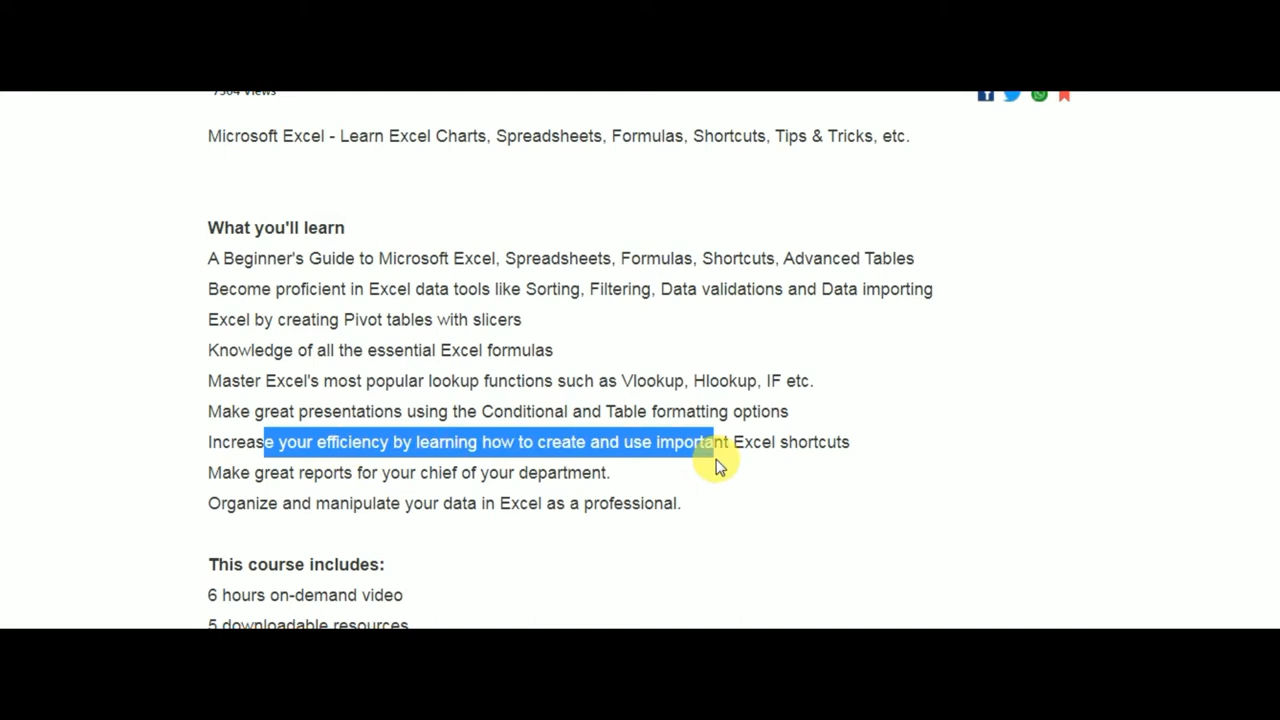 7564 Views
Microsoft Excel - Learn Excel Charts, Spreadsheets, Formulas, Shortcuts, Tips & Tricks, etc.
What you'll learn
A Beginner's Guide to Microsoft Excel, Spreadsheets, Formulas, Shortcuts, Advanced Tables
Become proficient in Excel data tools like Sorting, Filtering, Data validations and Data importing
Excel by creating Pivot tables with slicers
Knowledge of all the essential Excel formulas
Master Excel's most popular lookup functions such as Vlookup, Hlookup, IF etc.
Make great presentations using the Conditional and Table formatting options
Increase your efficiency by learning how to create and use important Excel shortcuts
Make great reports for your chief of your department.
Organize and manipulate your data in Excel as a professional.
This course includes:
6 hours on-demand video
5 downloadable resources